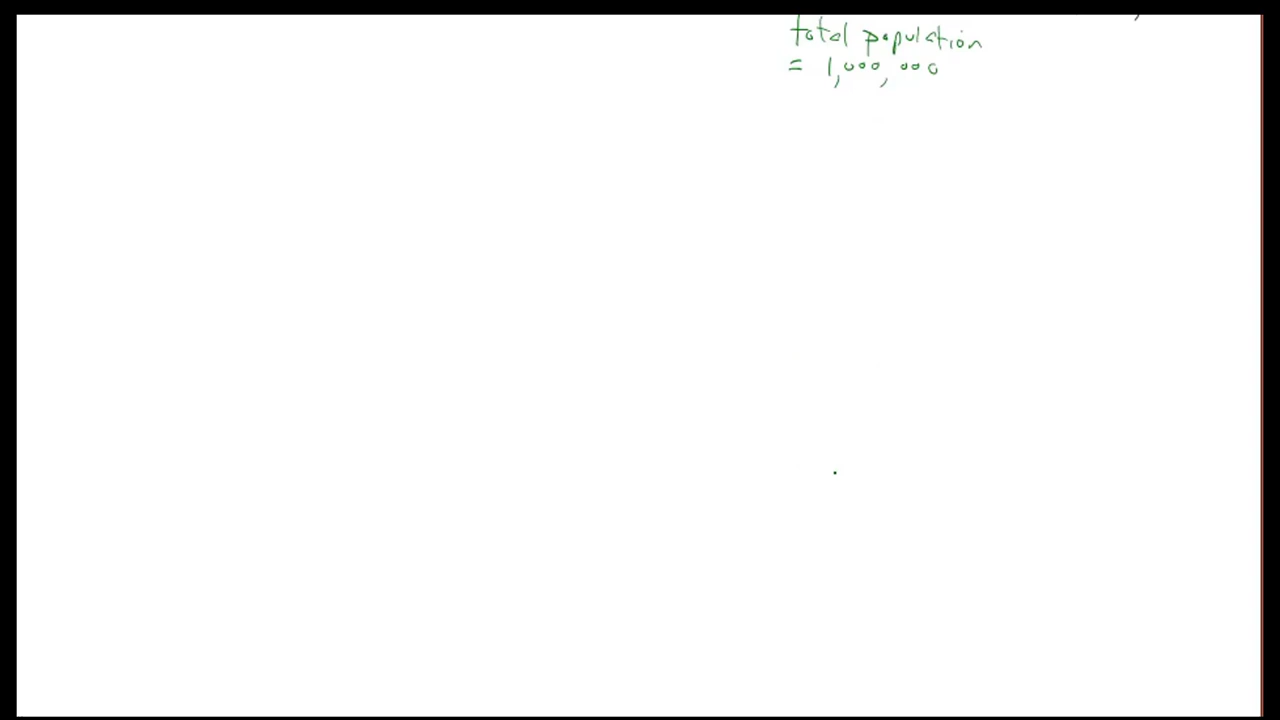 total population
= 1,000,000